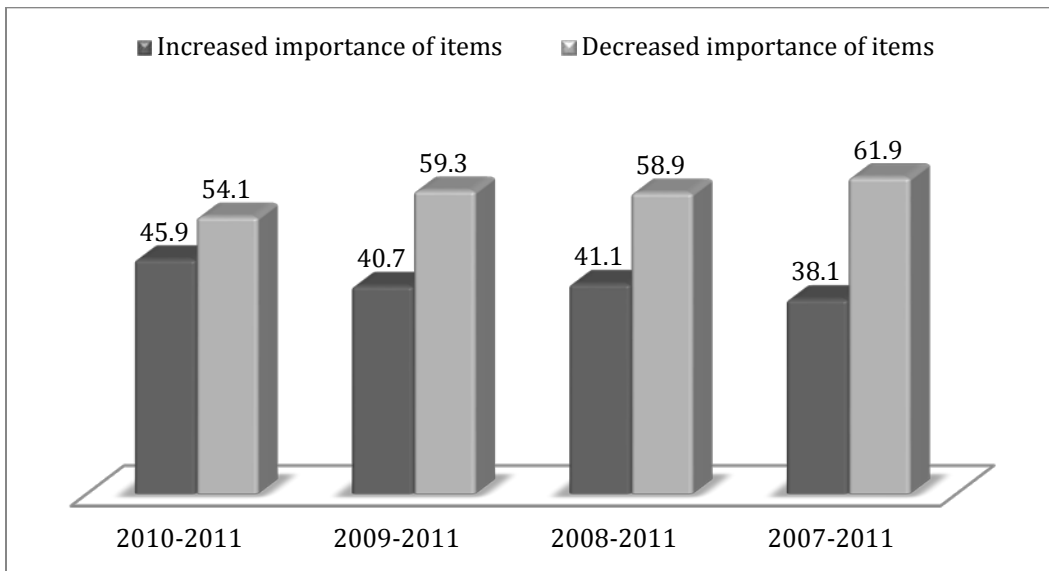 Increased importance of items Decreased importance of items
45.9 54.1 40.7 59.3 41.1 58.9 38.1 61.9
2010-2011 2009-2011 2008-2011 2007-2011